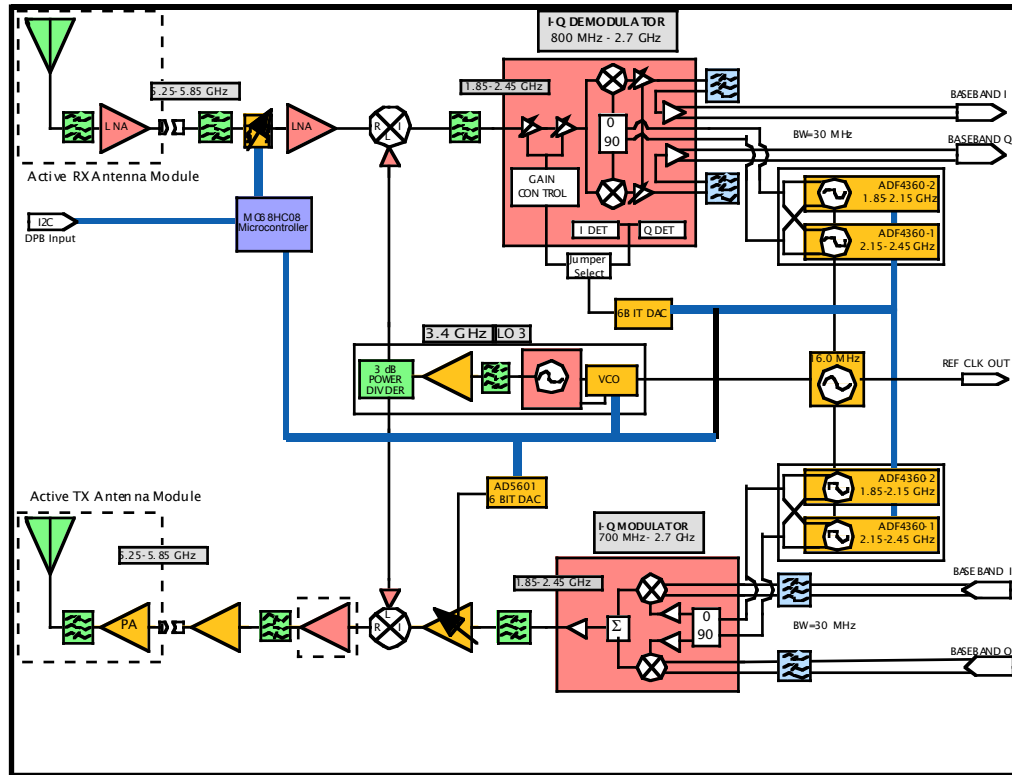 I-Q DEMODULATOR
800 MHz - 2.7 GHz
5.25-5.85 GHz
1.85-2.45 GHz
BASEBAND I
LNA
LNA
R
L
I
0
90
BW=30 MHz
BASEBAND Q
Active RX Antenna Module
GAIN
CONTROL
ADF4360-2
1.85-2.15 GHz
I2C
DPB Input
MC68HC08
Microcontroller
I DET
Q DET
ADF4360-1
2.15-2.45 GHz
Jumper
Select
6 BIT DAC
3.4 GHz
LO 3
16.0 MHz
REF CLK OUT
3 dB
POWER
DIVDER
VCO
Active TX Antenna Module
AD5601
6 BIT DAC
ADF4360-2
1.85-2.15 GHz
I-Q MODULATOR
700 MHz - 2.7 GHz
ADF4360-1
2.15-2.45 GHz
5.25-5.85 GHz
1.85-2.45 GHz
BASEBAND I
PA
R
L
I
Σ
0
90
BW=30 MHz
BASEBAND Q